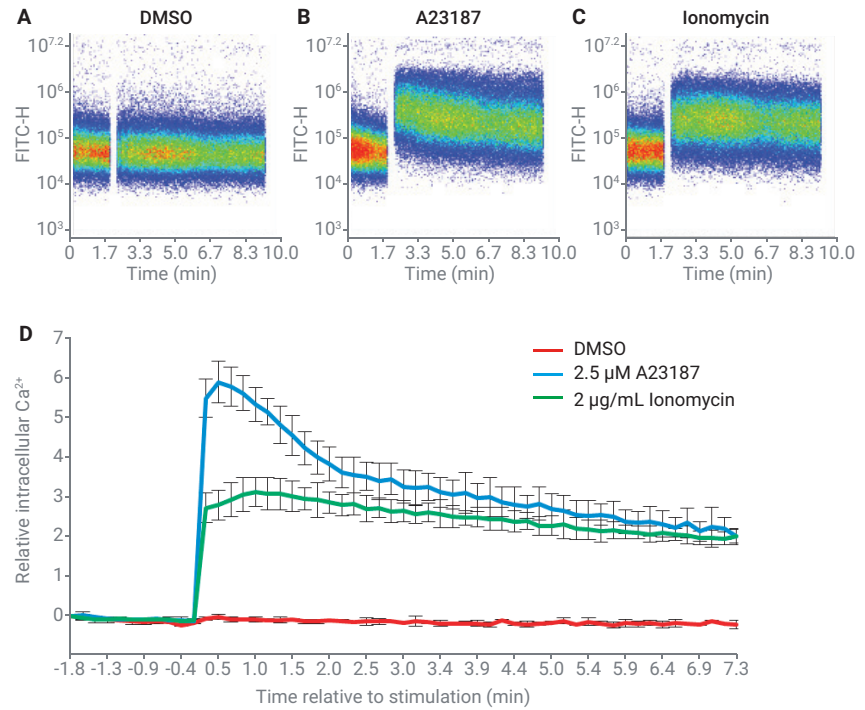 A DMSO
B A23187
C Ionomycin
10^7.2
10^6
10^5
10^4
10^3
FITC-H
0 1.7 3.3 5.0 6.7 8.3 10.0
Time (min)
10^7.2
10^6
10^5
10^4
10^3
FITC-H
0 1.7 3.3 5.0 6.7 8.3 10.0
Time (min)
10^7.2
10^6
10^5
10^4
10^3
FITC-H
0 1.7 3.3 5.0 6.7 8.3 10.0
Time (min)
D
7
6
5
4
3
2
1
0
Relative intracellular Ca²⁺
DMSO
2.5 µM A23187
2 µg/mL Ionomycin
-1.8 -1.3 -0.9 -0.4 0.5 1.0 1.5 2.0 2.5 3.0 3.4 3.9 4.4 5.0 5.4 5.9 6.4 6.9 7.3
Time relative to stimulation (min)